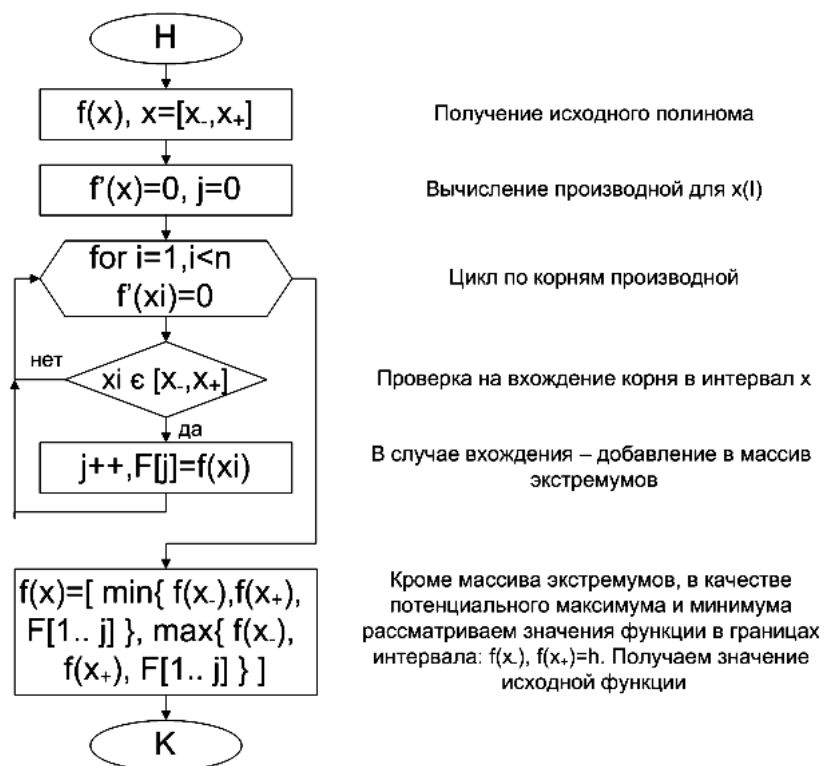 H
f(x), x=[x-,x+]
Получение исходного полинома
f'(x)=0, j=0
Вычисление производной для x(I)
for i=1,i<n
f'(xi)=0
Цикл по корням производной
нет
xi є [x-,x+]
Проверка на вхождение корня в интервал x
да
j++,F[j]=f(xi)
В случае вхождения – добавление в массив
экстремумов
f(x)=[ min{ f(x-),f(x+),
F[1.. j] }, max{ f(x-),
f(x+), F[1.. j] } ]
Кроме массива экстремумов, в качестве
потенциального максимума и минимума
рассматриваем значения функции в границах
интервала: f(x-), f(x+)=h. Получаем значение
исходной функции
K